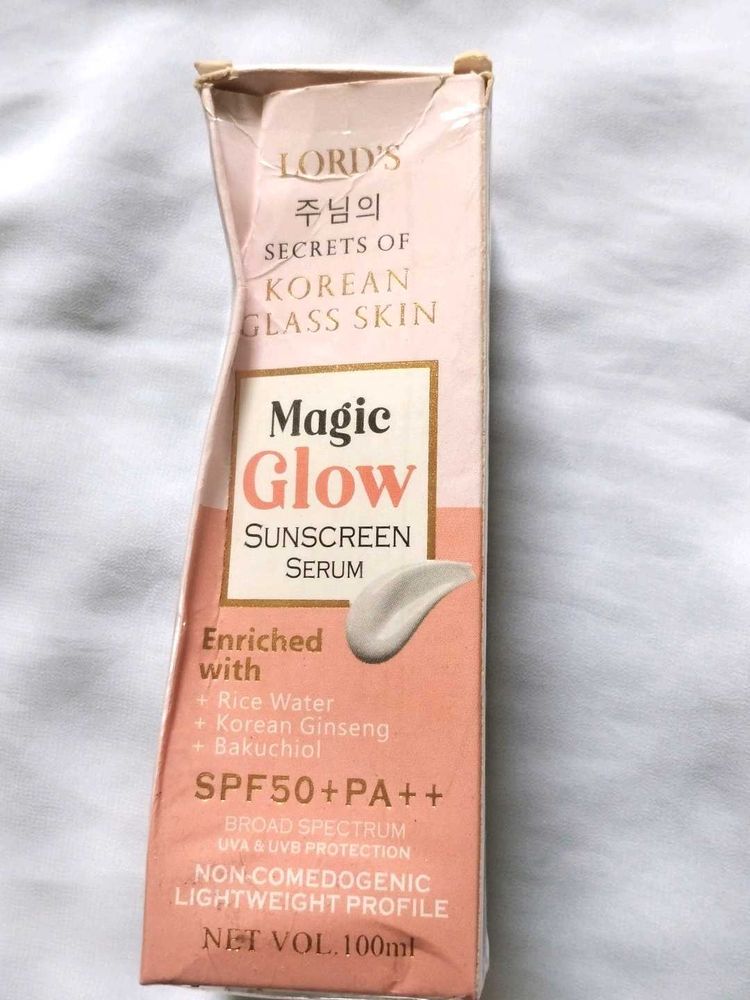 LORD'S
주님의
SECRETS OF
KOREAN
GLASS SKIN
Magic
Glow
SUNSCREEN
SERUM
Enriched
with
+ Rice Water
+ Korean Ginseng
+ Bakuchiol
SPF50+PA++
BROAD SPECTRUM
UVA & UVB PROTECTION
NON-COMEDOGENIC
LIGHTWEIGHT PROFILE
NET VOL.100ml